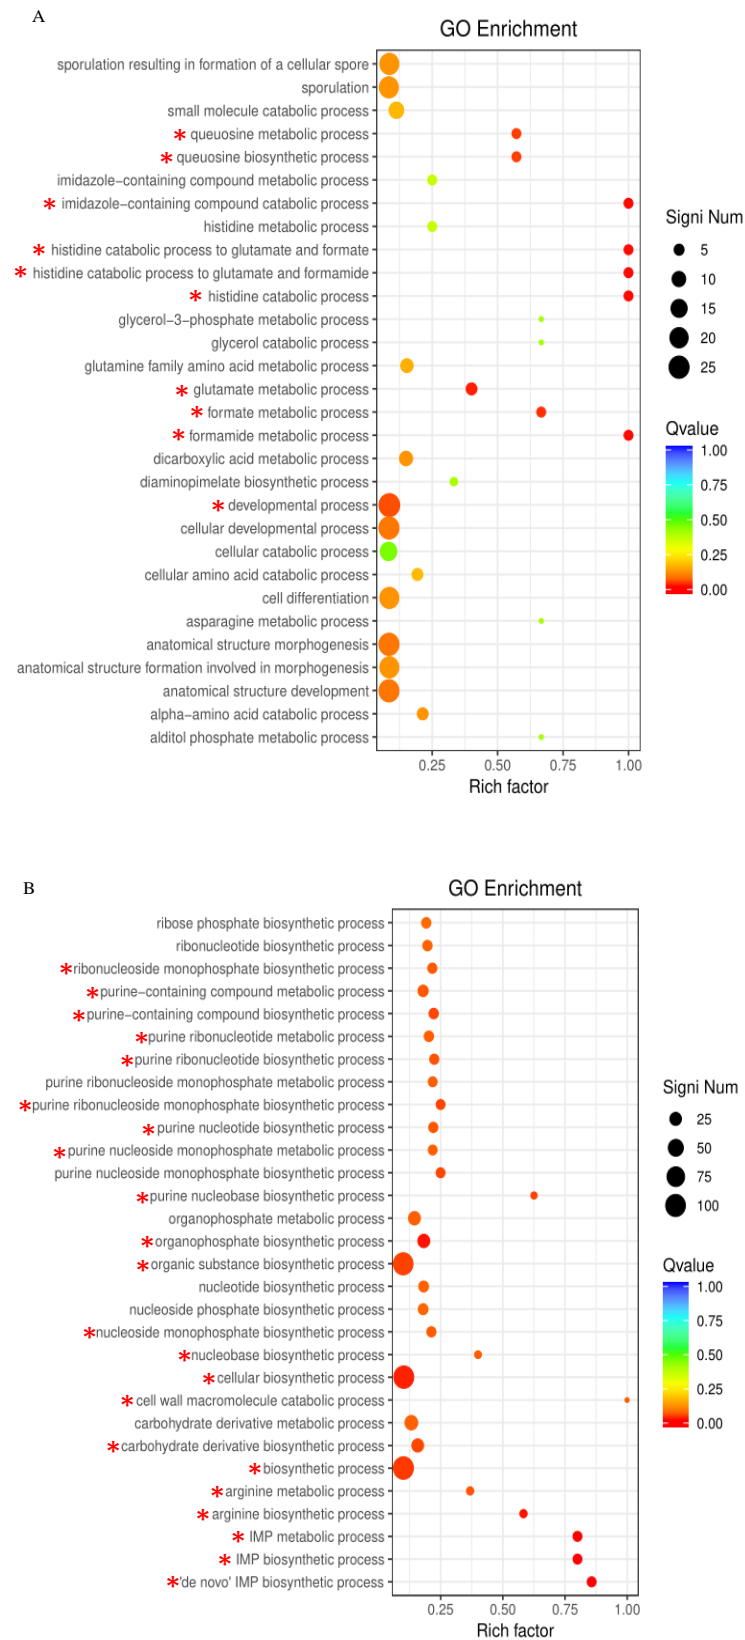 A
GO Enrichment
sporulation resulting in formation of a cellular spore
sporulation
small molecule catabolic process
* queuosine metabolic process
* queuosine biosynthetic process
imidazole−containing compound metabolic process
* imidazole−containing compound catabolic process
histidine metabolic process
* histidine catabolic process to glutamate and formate
* histidine catabolic process to glutamate and formamide
* histidine catabolic process
glycerol−3−phosphate metabolic process
glycerol catabolic process
glutamine family amino acid metabolic process
* glutamate metabolic process
* formate metabolic process
* formamide metabolic process
dicarboxylic acid metabolic process
diaminopimelate biosynthetic process
* developmental process
cellular developmental process
cellular catabolic process
cellular amino acid catabolic process
cell differentiation
asparagine metabolic process
anatomical structure morphogenesis
anatomical structure formation involved in morphogenesis
anatomical structure development
alpha−amino acid catabolic process
alditol phosphate metabolic process
0.25 0.50 0.75 1.00
Rich factor
Signi Num
5
10
15
20
25
Qvalue
1.00
0.75
0.50
0.25
0.00
B
GO Enrichment
ribose phosphate biosynthetic process
ribonucleotide biosynthetic process
*ribonucleoside monophosphate biosynthetic process
*purine−containing compound metabolic process
*purine−containing compound biosynthetic process
*purine ribonucleotide metabolic process
*purine ribonucleotide biosynthetic process
purine ribonucleoside monophosphate metabolic process
*purine ribonucleoside monophosphate biosynthetic process
*purine nucleotide biosynthetic process
*purine nucleoside monophosphate metabolic process
purine nucleoside monophosphate biosynthetic process
*purine nucleobase biosynthetic process
organophosphate metabolic process
*organophosphate biosynthetic process
*organic substance biosynthetic process
nucleotide biosynthetic process
nucleoside phosphate biosynthetic process
*nucleoside monophosphate biosynthetic process
*nucleobase biosynthetic process
*cellular biosynthetic process
*cell wall macromolecule catabolic process
carbohydrate derivative metabolic process
*carbohydrate derivative biosynthetic process
*biosynthetic process
*arginine metabolic process
*arginine biosynthetic process
* IMP metabolic process
* IMP biosynthetic process
*'de novo' IMP biosynthetic process
0.25 0.50 0.75 1.00
Rich factor
Signi Num
25
50
75
100
Qvalue
1.00
0.75
0.50
0.25
0.00